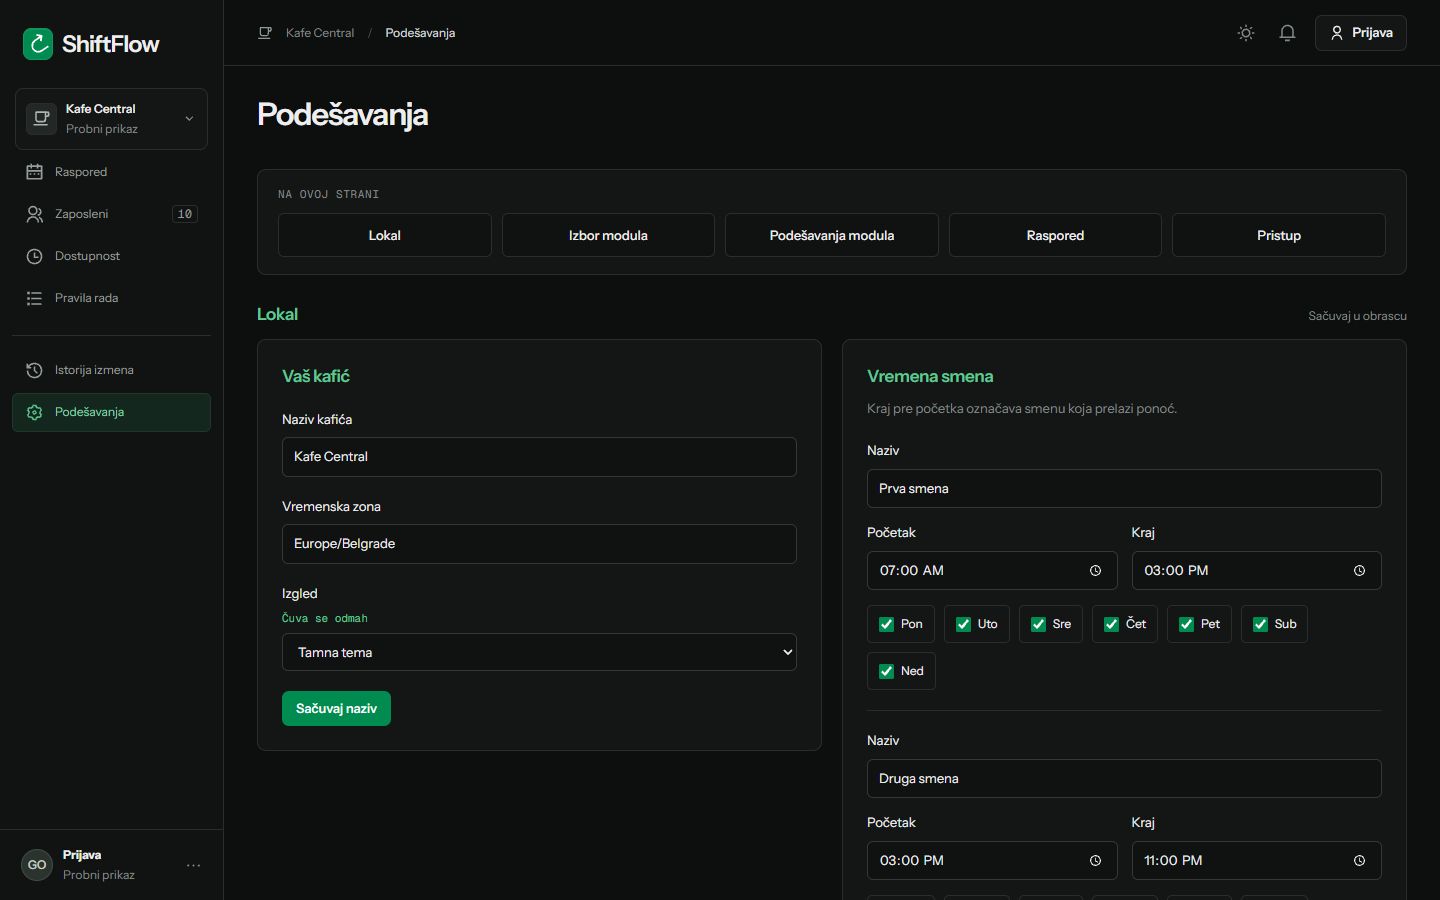 ShiftFlow
Kafe Central
Probni prikaz
Raspored
Zaposleni 10
Dostupnost
Pravila rada
Istorija izmena
Podešavanja
GO
Prijava
Probni prikaz
Kafe Central / Podešavanja
Prijava
Podešavanja
NA OVOJ STRANI
Lokal Izbor modula Podešavanja modula Raspored Pristup
Lokal
Sačuvaj u obrascu
Vaš kafić
Naziv kafića
Kafe Central
Vremenska zona
Europe/Belgrade
Izgled
Čuva se odmah
Tamna tema
Sačuvaj naziv
Vremena smena
Kraj pre početka označava smenu koja prelazi ponoć.
Naziv
Prva smena
Početak Kraj
07:00 AM 03:00 PM
Pon Uto Sre Čet Pet Sub
Ned
Naziv
Druga smena
Početak Kraj
03:00 PM 11:00 PM